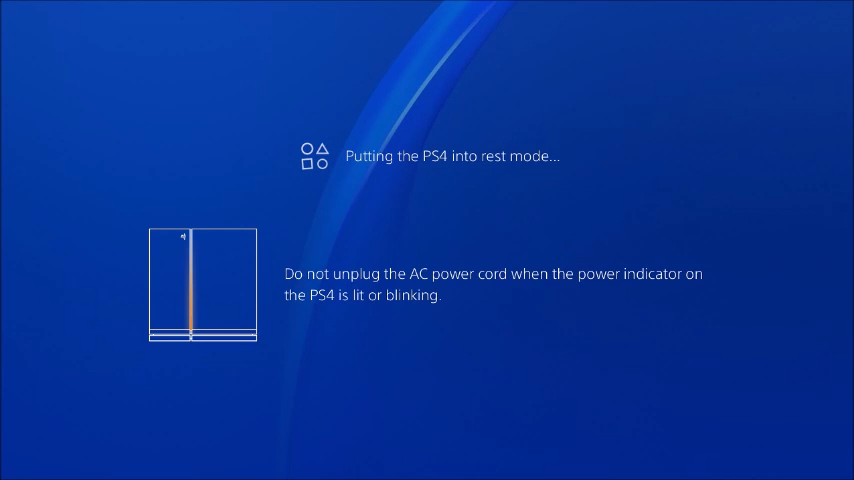 Putting the PS4 into rest mode...
Do not unplug the AC power cord when the power indicator on
the PS4 is lit or blinking.